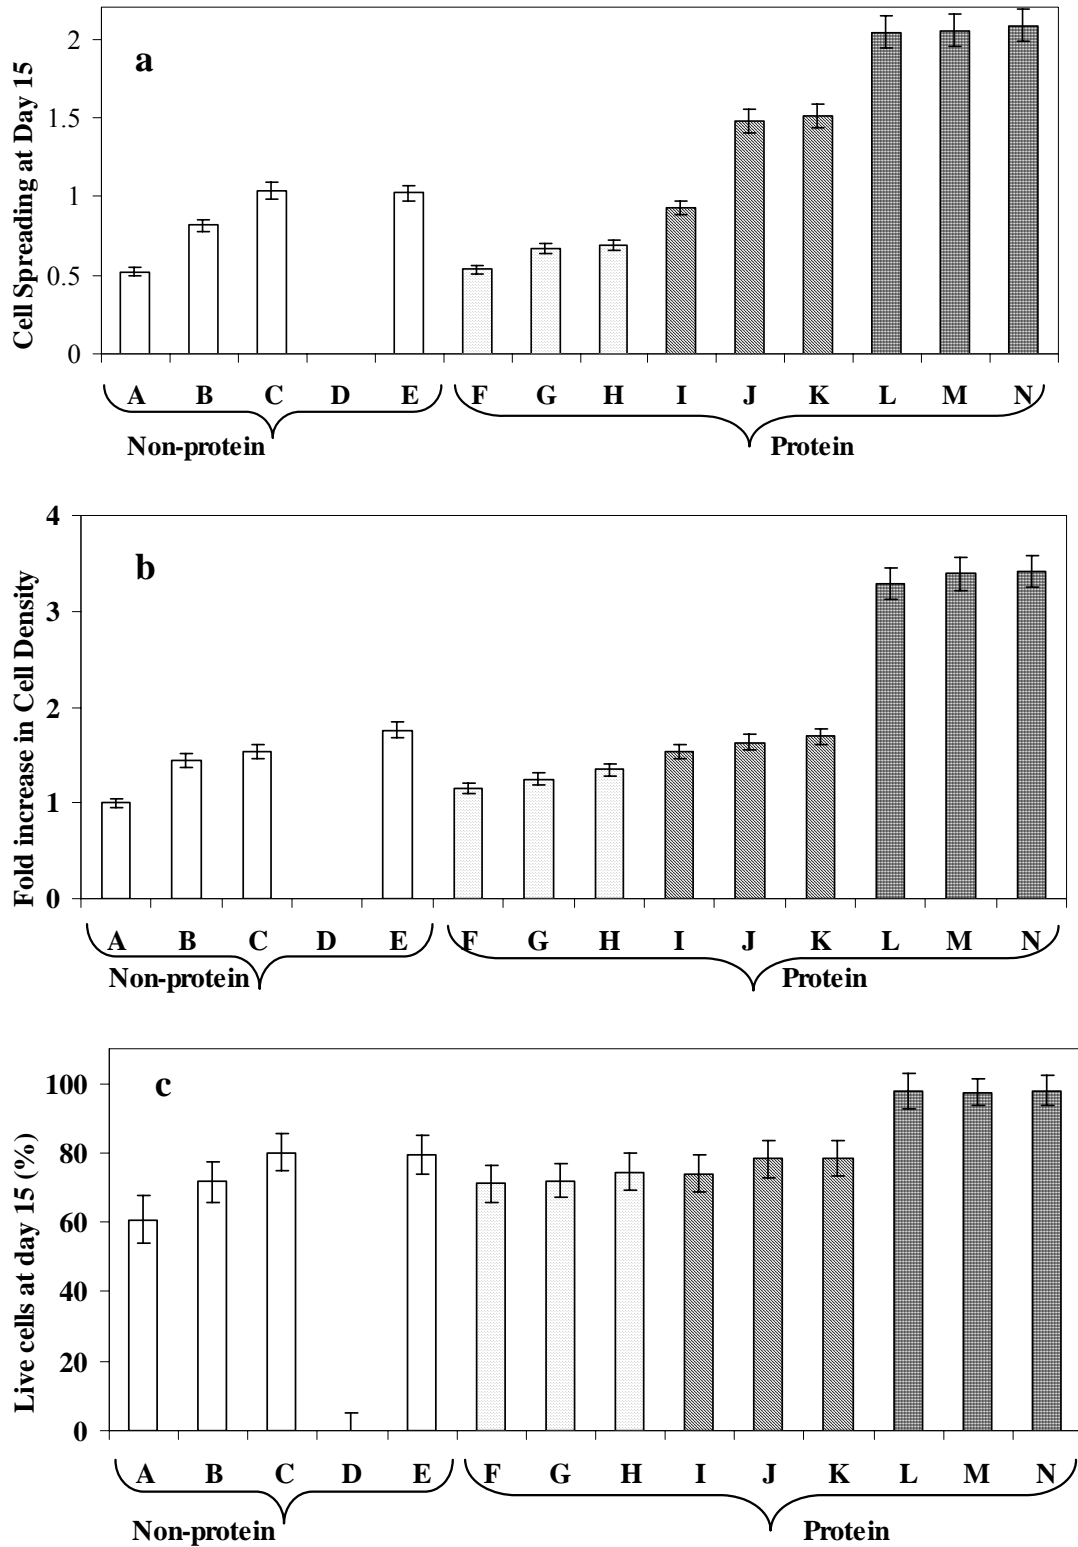 a
Cell Spreading at Day 15
2
1.5
1
0.5
0
A B C D E F G H I J K L M N
Non-protein Protein
b
Fold increase in Cell Density
4
3
2
1
0
A B C D E F G H I J K L M N
Non-protein Protein
c
Live cells at day 15 (%)
100
80
60
40
20
0
A B C D E F G H I J K L M N
Non-protein Protein